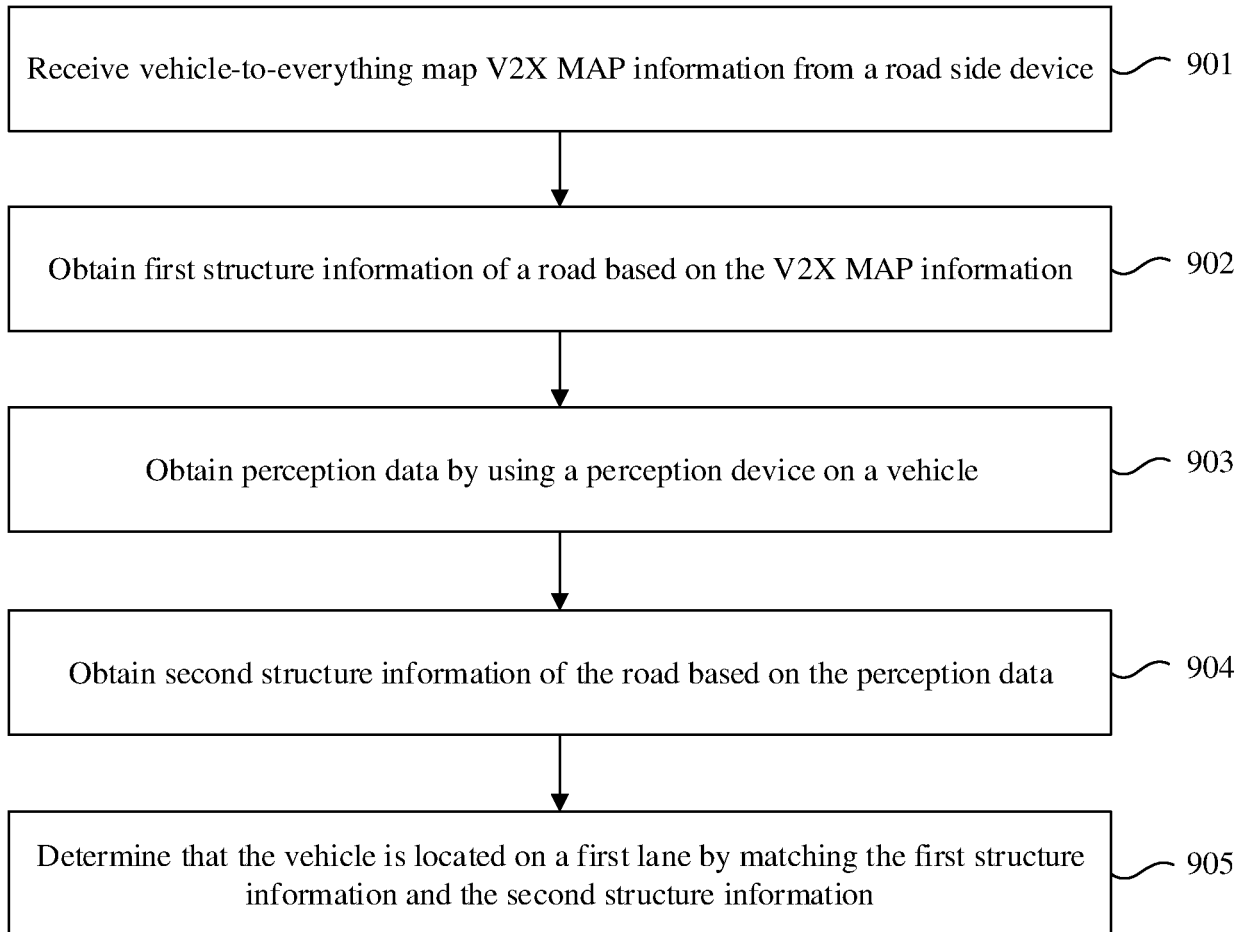 Receive vehicle-to-everything map V2X MAP information from a road side device
901
Obtain first structure information of a road based on the V2X MAP information
902
Obtain perception data by using a perception device on a vehicle
903
Obtain second structure information of the road based on the perception data
904
Determine that the vehicle is located on a first lane by matching the first structure
information and the second structure information
905